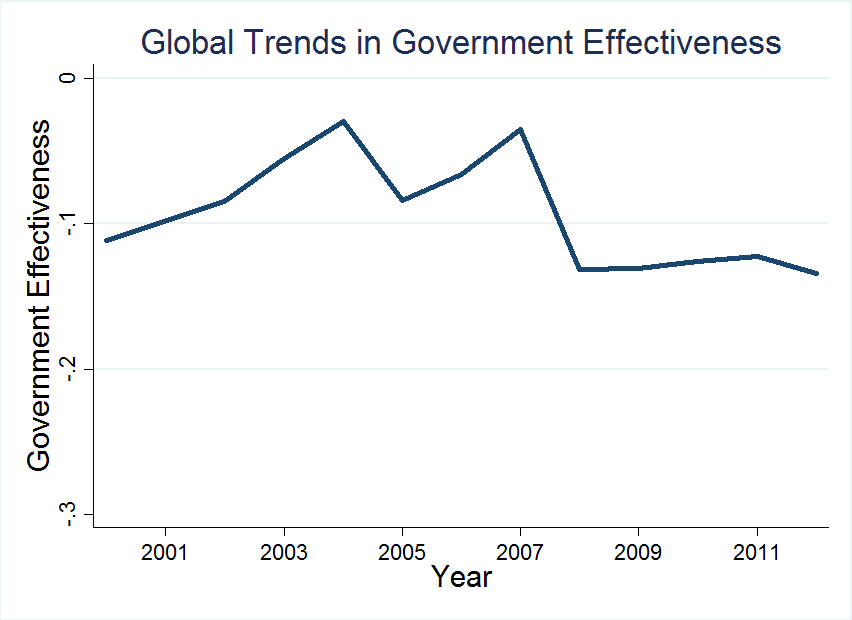 Global Trends in Government Effectiveness
Government Effectiveness
0
-.1
-.2
-.3
2001 2003 2005 2007 2009 2011
Year